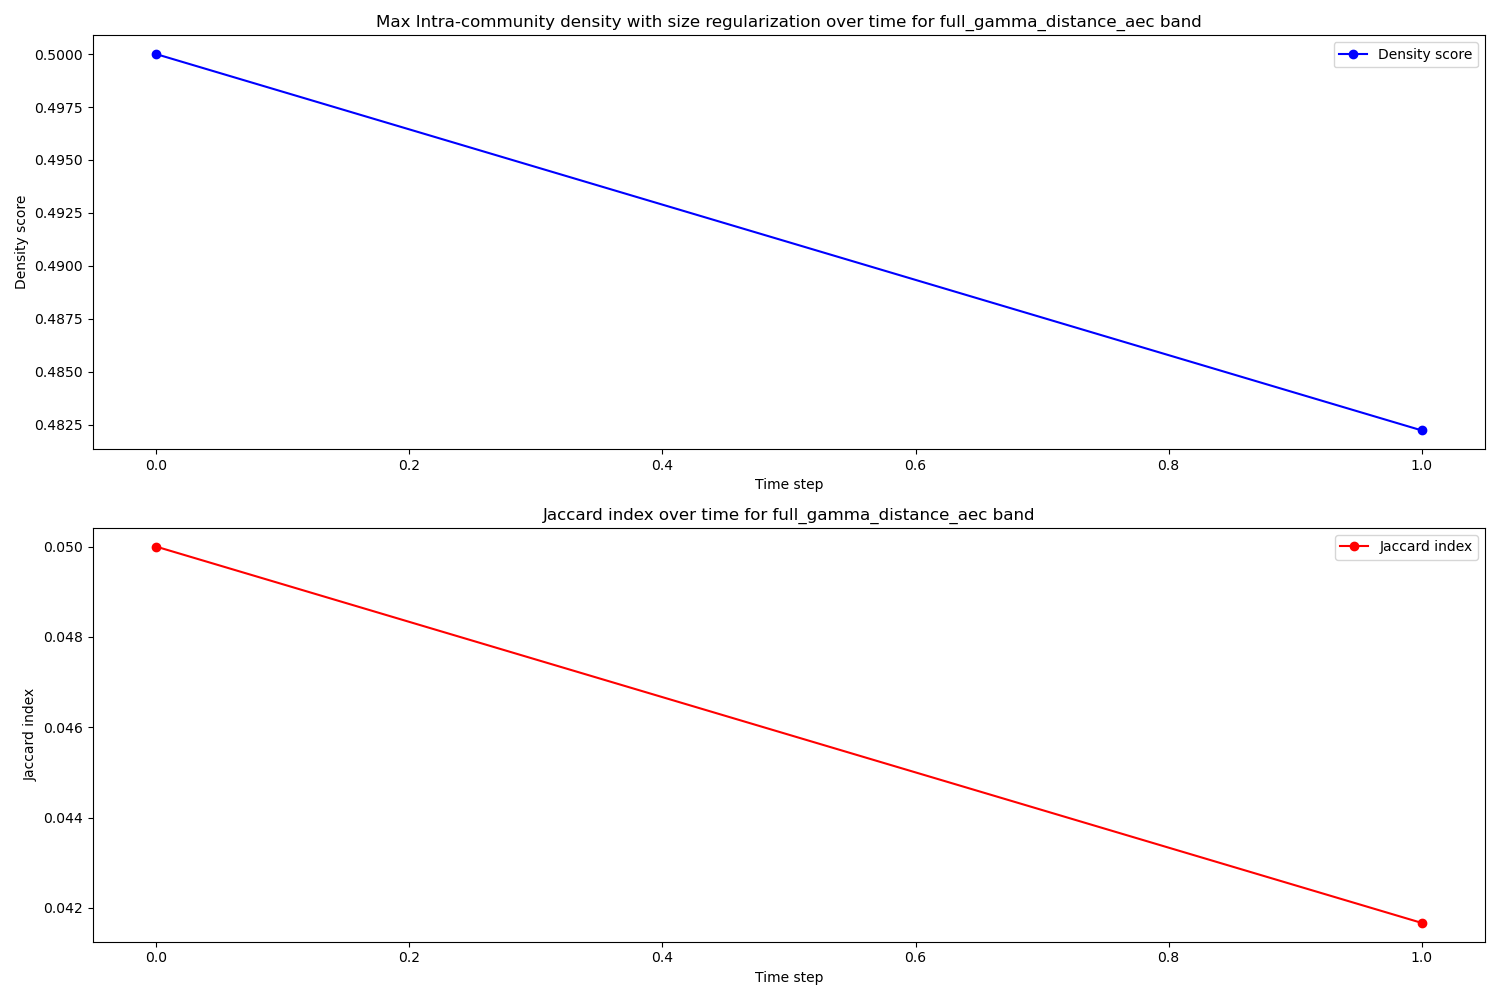 Max Intra-community density with size regularization over time for full_gamma_distance_aec band
Density score
0.5000
0.4975
0.4950
0.4925
0.4900
0.4875
0.4850
0.4825
Density score
0.0 0.2 0.4 0.6 0.8 1.0
Time step
Jaccard index over time for full_gamma_distance_aec band
Jaccard index
0.050
0.048
0.046
0.044
0.042
Jaccard index
0.0 0.2 0.4 0.6 0.8 1.0
Time step